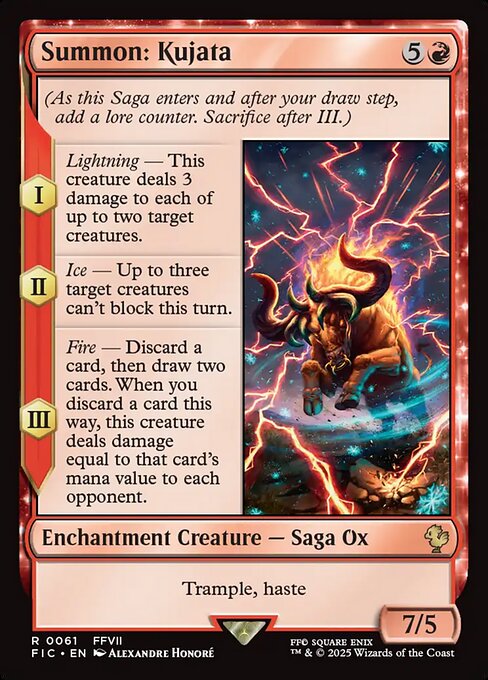 Summon: Kujata
5
(As this Saga enters and after your draw step,
add a lore counter. Sacrifice after III.)
I
Lightning — This
creature deals 3
damage to each of
up to two target
creatures.
II
Ice — Up to three
target creatures
can't block this turn.
III
Fire — Discard a
card, then draw two
cards. When you
discard a card this
way, this creature
deals damage
equal to that card's
mana value to each
opponent.
Enchantment Creature — Saga Ox
Trample, haste
7/5
R 0061 FFVII
FIC • EN Alexandre Honoré
FF© SQUARE ENIX
™ & © 2025 Wizards of the Coast